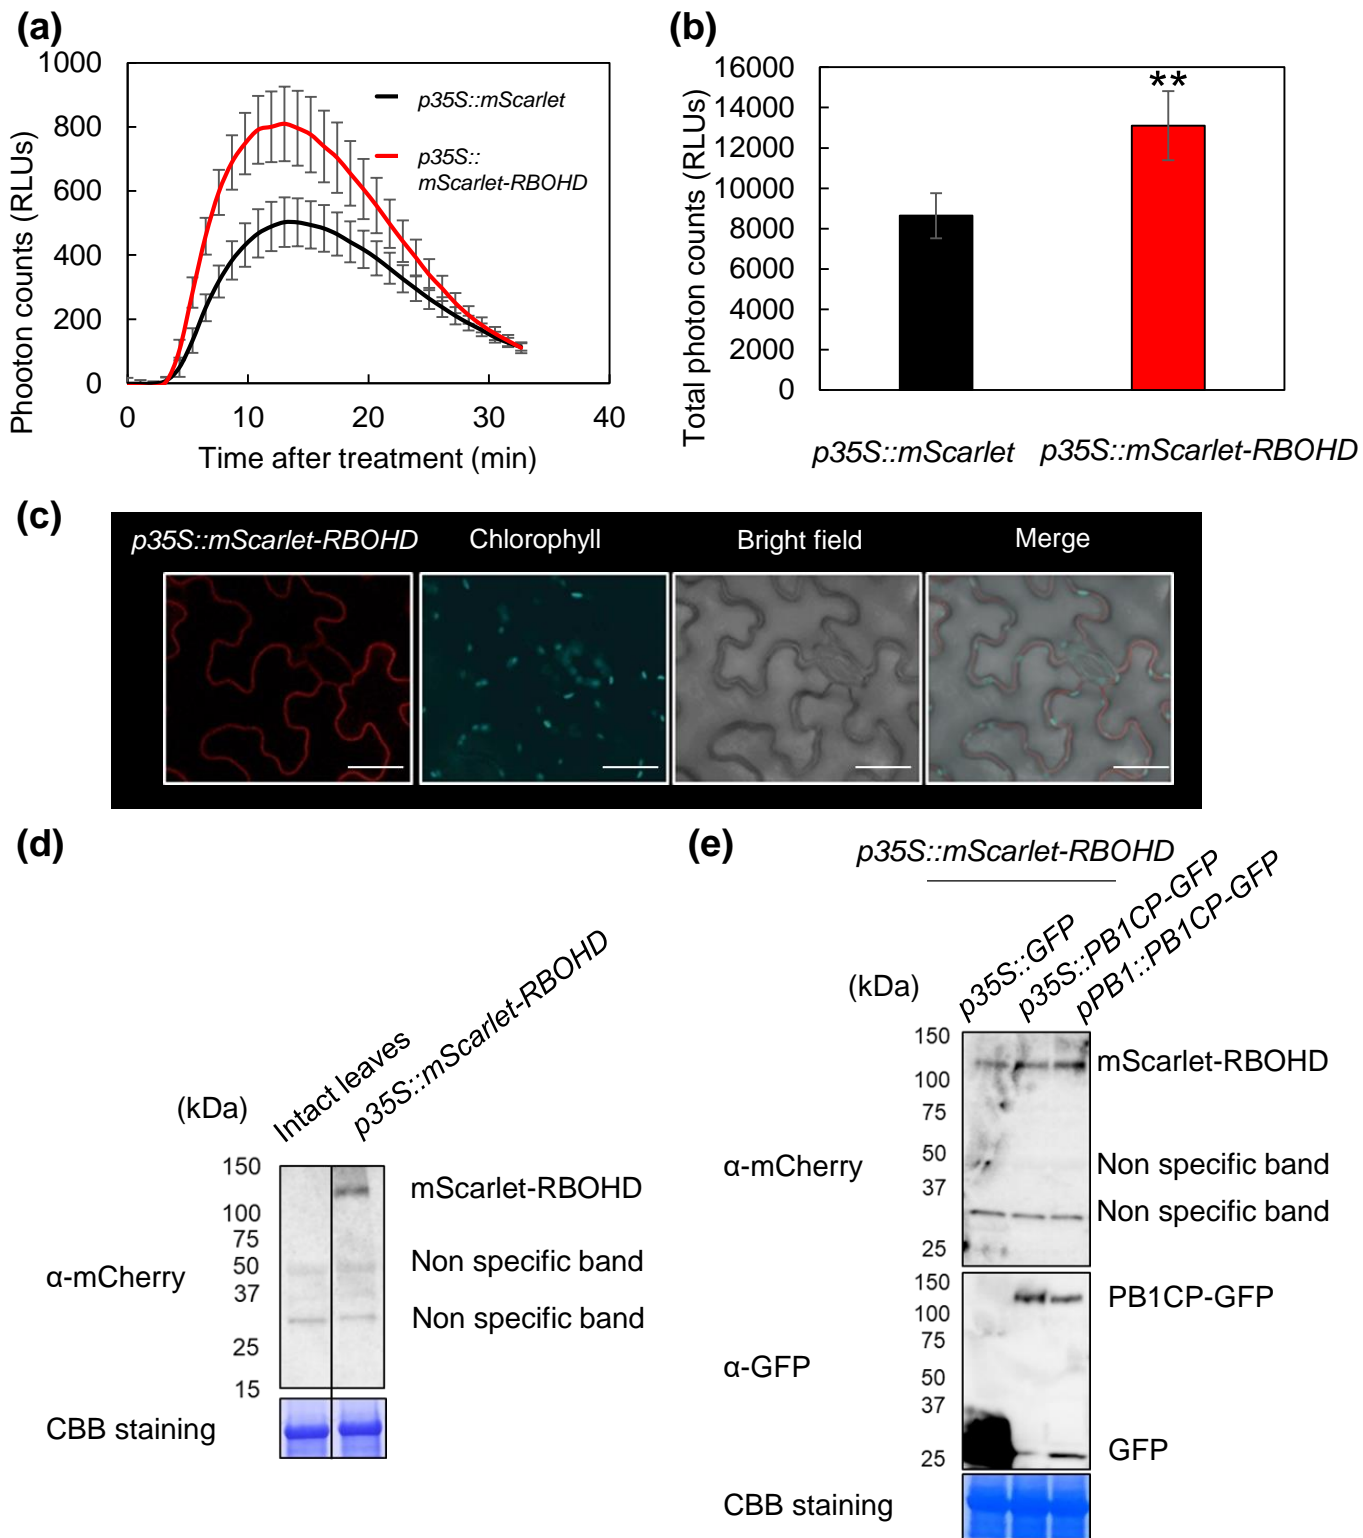 (a)
1000
800
600
400
200
0
0 10 20 30 40
Phooton counts (RLUs)
Time after treatment (min)
p35S::mScarlet
p35S::
mScarlet-RBOHD
(b)
16000
14000
12000
10000
8000
6000
4000
2000
0
Total photon counts (RLUs)
**
p35S::mScarlet p35S::mScarlet-RBOHD
(c)
p35S::mScarlet-RBOHD Chlorophyll Bright field Merge
(d)
Intact leaves
p35S::mScarlet-RBOHD
(kDa)
150
100
75
50
37
25
15
α-mCherry
mScarlet-RBOHD
Non specific band
Non specific band
CBB staining
(e)
p35S::mScarlet-RBOHD
p35S::GFP
p35S::PB1CP-GFP
pPB1::PB1CP-GFP
(kDa)
150
100
75
50
37
25
α-mCherry
mScarlet-RBOHD
Non specific band
Non specific band
150
100
75
50
37
25
α-GFP
PB1CP-GFP
GFP
CBB staining